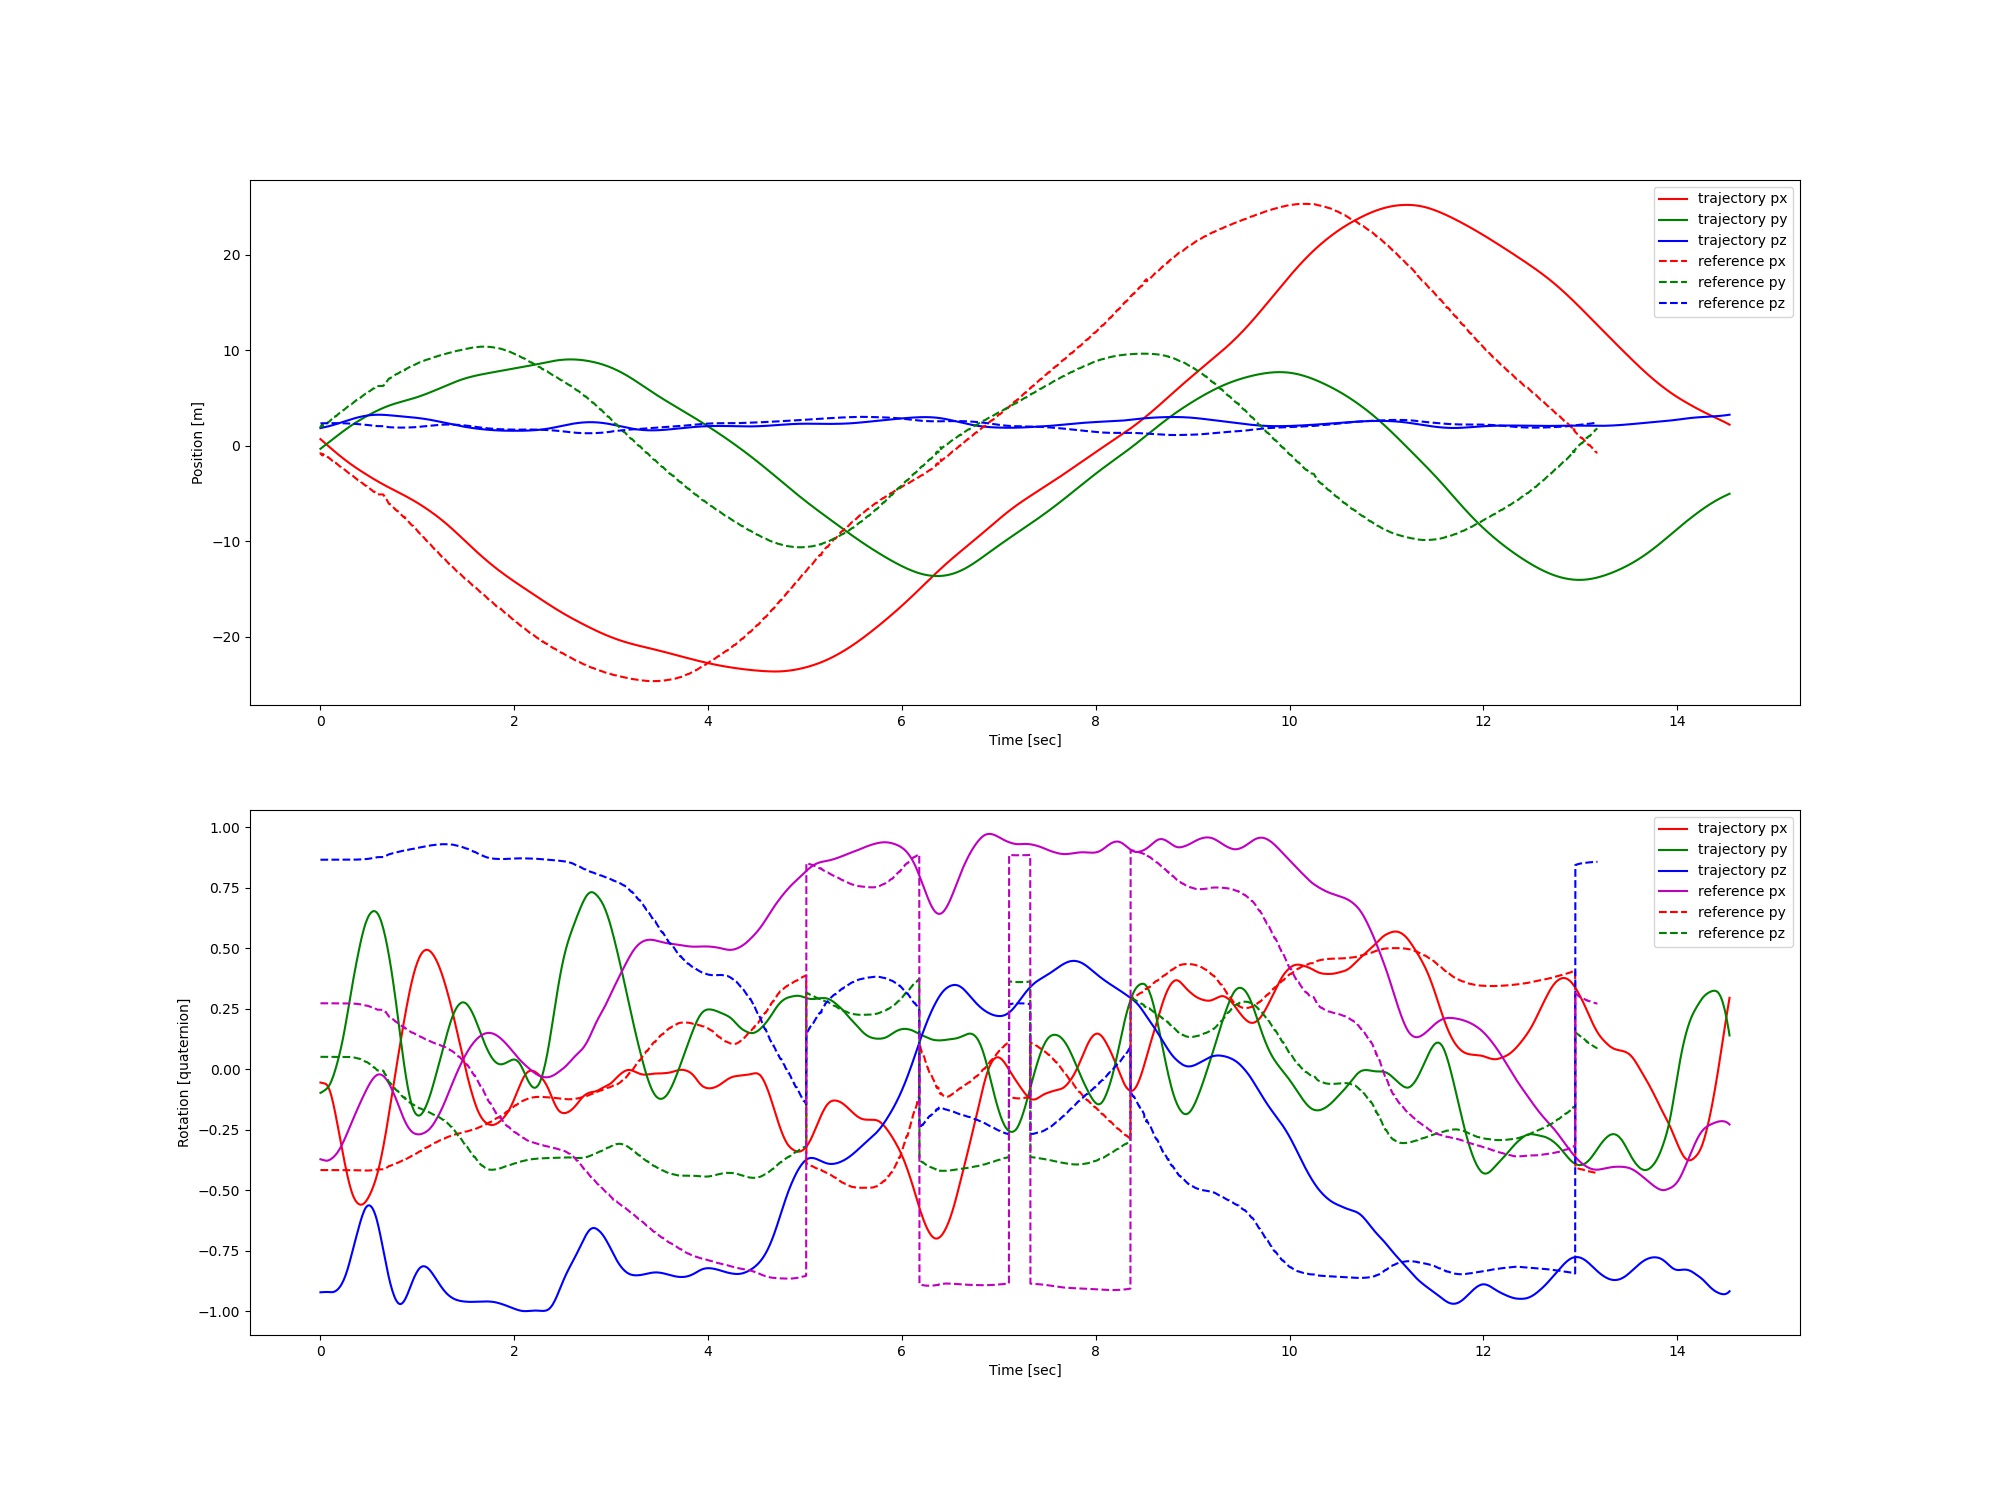 trajectory px
trajectory py
trajectory pz
reference px
reference py
reference pz
20
10
0
−10
−20
Position [m]
0 2 4 6 8 10 12 14
Time [sec]
trajectory px
trajectory py
trajectory pz
reference px
reference py
reference pz
1.00
0.75
0.50
0.25
0.00
−0.25
−0.50
−0.75
−1.00
Rotation [quaternion]
0 2 4 6 8 10 12 14
Time [sec]